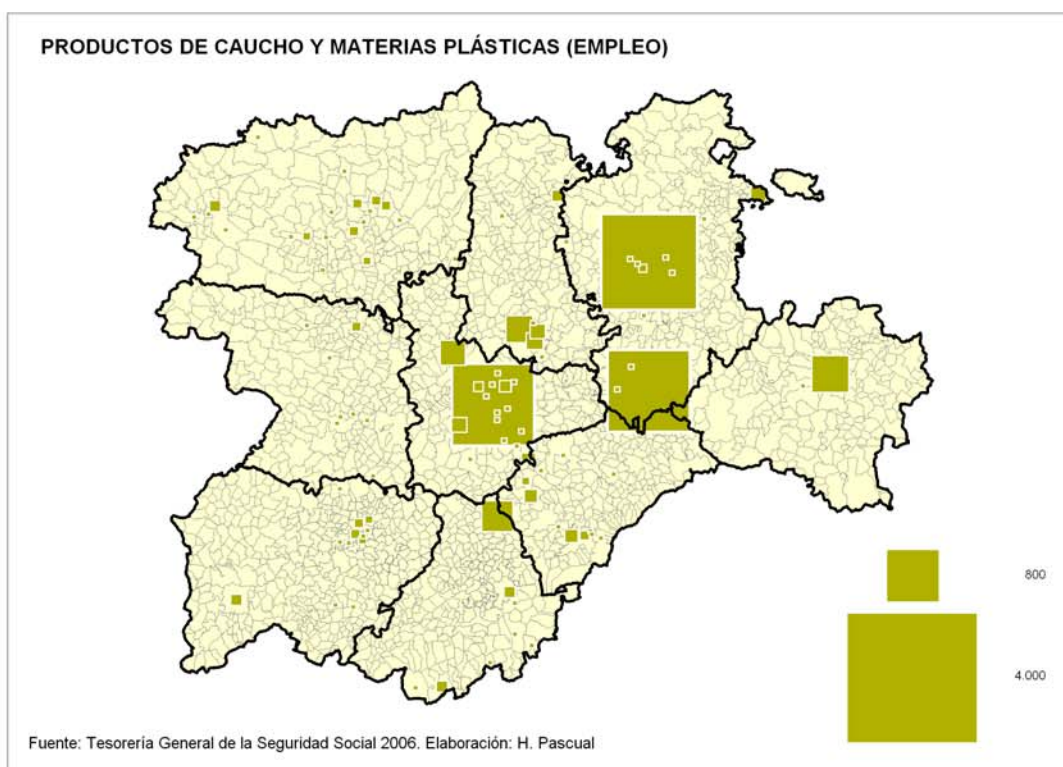 PRODUCTOS DE CAUCHO Y MATERIAS PLÁSTICAS (EMPLEO)
800
4.000
Fuente: Tesorería General de la Seguridad Social 2006. Elaboración: H. Pascual